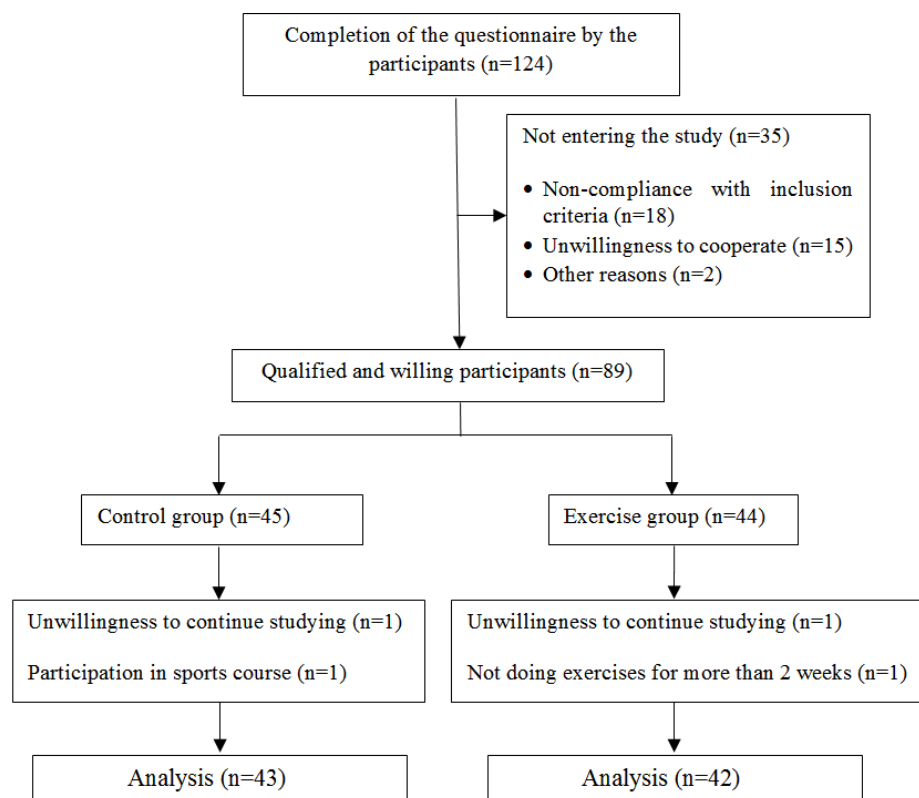 Completion of the questionnaire by the
participants (n=124)
Not entering the study (n=35)
• Non-compliance with inclusion
criteria (n=18)
• Unwillingness to cooperate (n=15)
• Other reasons (n=2)
Qualified and willing participants (n=89)
Control group (n=45)
Exercise group (n=44)
Unwillingness to continue studying (n=1)
Participation in sports course (n=1)
Unwillingness to continue studying (n=1)
Not doing exercises for more than 2 weeks (n=1)
Analysis (n=43)
Analysis (n=42)